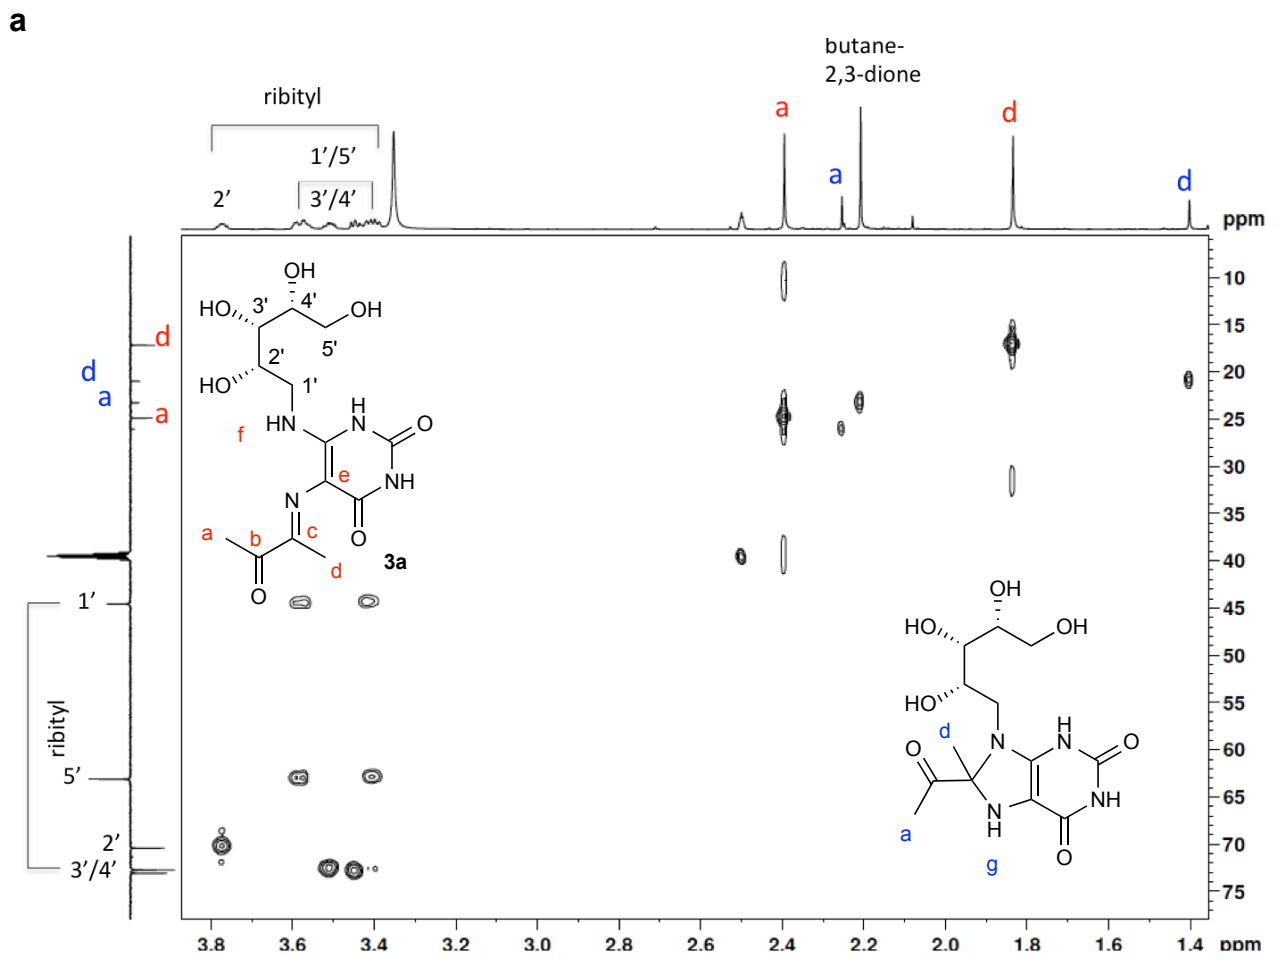 a
butane-
2,3-dione
ribityl
a
d
1’/5’
a
d
2’
3’/4’
ppm
10
15
20
25
30
35
40
45
50
55
60
65
70
75
d
d
a
a
1’
ribityl
5’
2’
3’/4’
OH
HO
3'
4'
OH
2'
5'
HO
1'
HN
H
N
O
f
e
NH
N
O
a
b
c
d
3a
O
OH
HO
OH
HO
d
N
H
N
O
O
NH
a
N
H
O
g
3.8
3.6
3.4
3.2
3.0
2.8
2.6
2.4
2.2
2.0
1.8
1.6
1.4
ppm